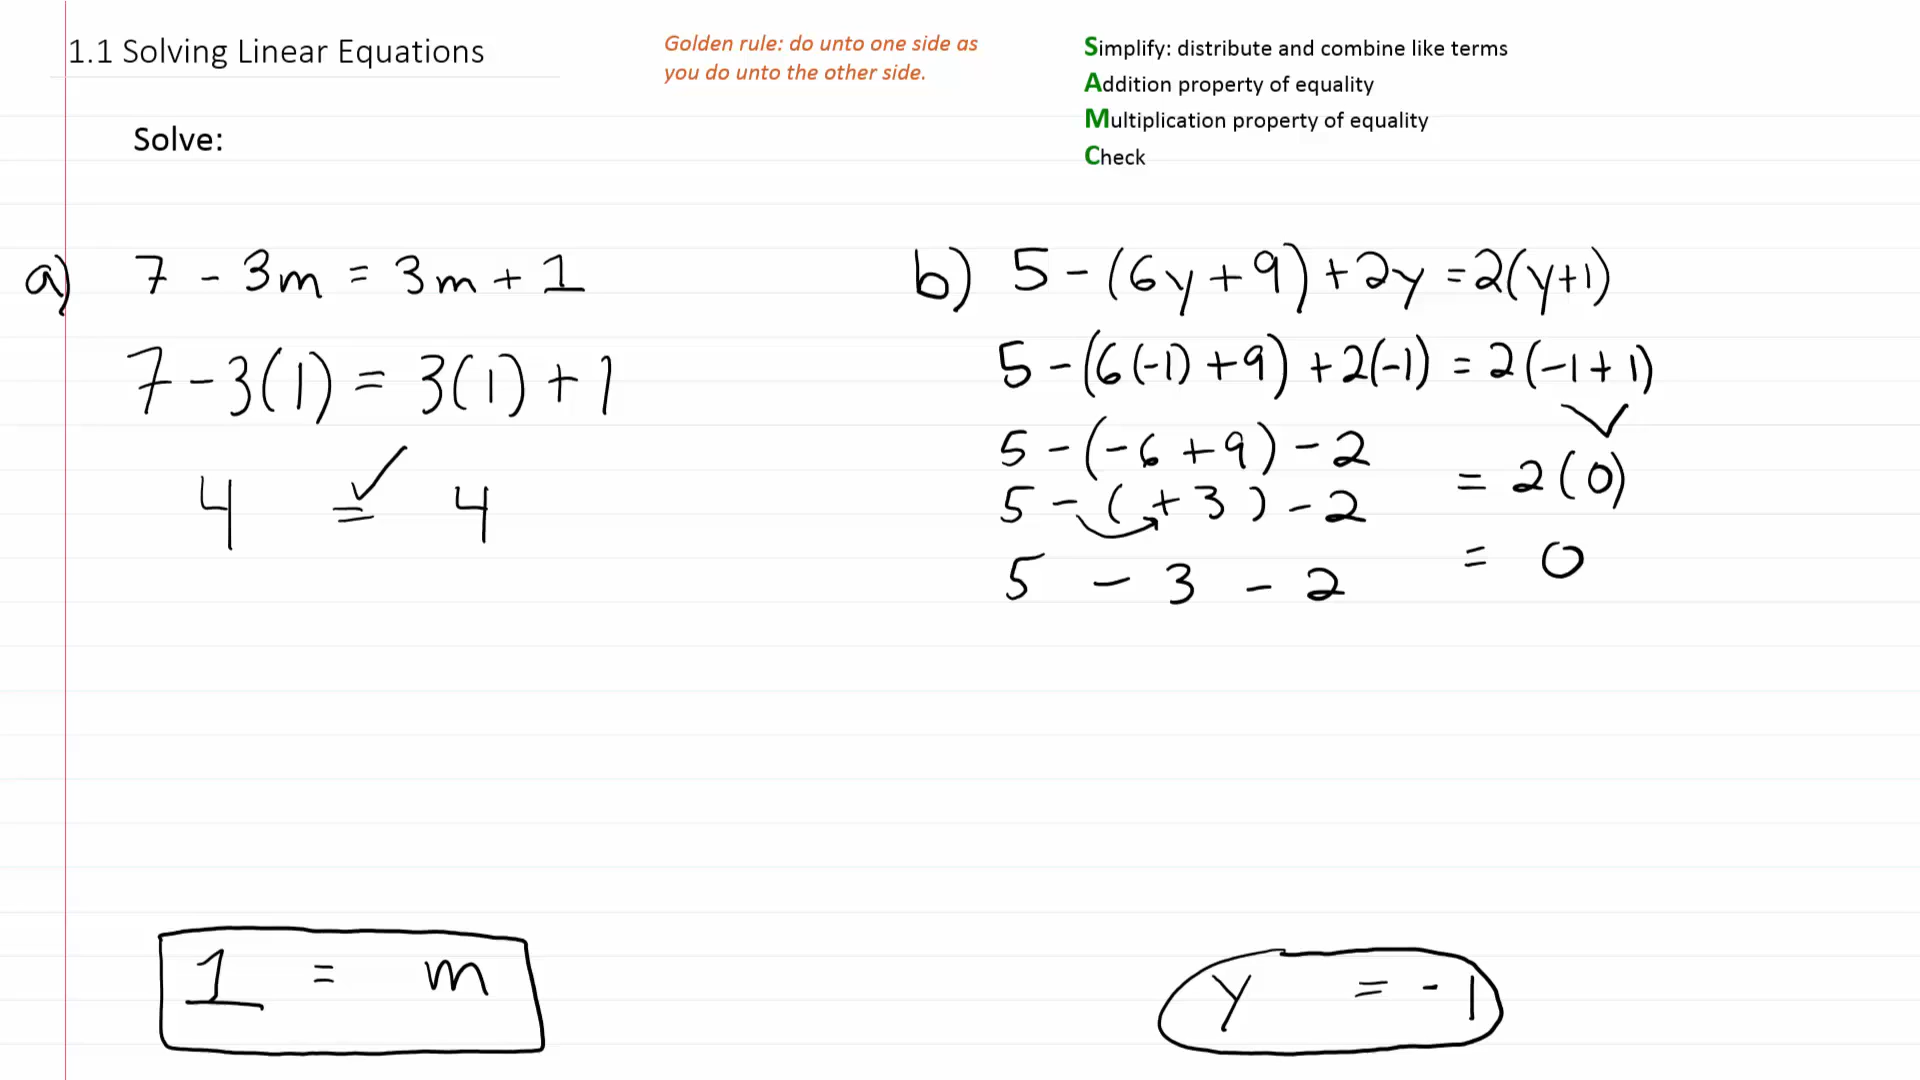 1.1 Solving Linear Equations
Golden rule: do unto one side as
you do unto the other side.
Simplify: distribute and combine like terms
Addition property of equality
Multiplication property of equality
Check
Solve:
a) 7 - 3m = 3m + 1
7 - 3(1) = 3(1) + 1
4 = ✓ 4
1 = m
b) 5 - (6y + 9) + 2y = 2(y+1)
5 - (6(-1) + 9) + 2(-1) = 2(-1 + 1)
5 - (-6 + 9) - 2 = 2(0)
5 - (+3) - 2
5 - 3 - 2 = 0
y = -1